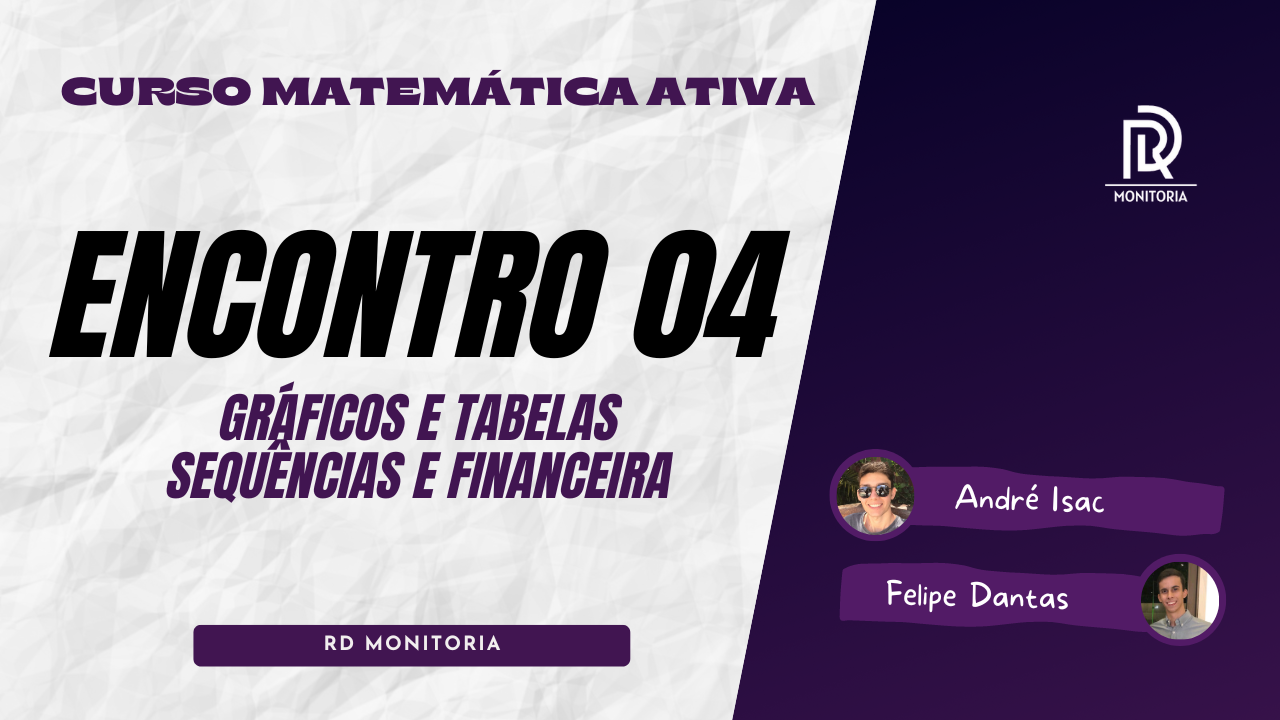 CURSO MATEMÁTICA ATIVA
RD
MONITORIA
ENCONTRO 04
GRÁFICOS E TABELAS
SEQUÊNCIAS E FINANCEIRA
André Isac
Felipe Dantas
RD MONITORIA